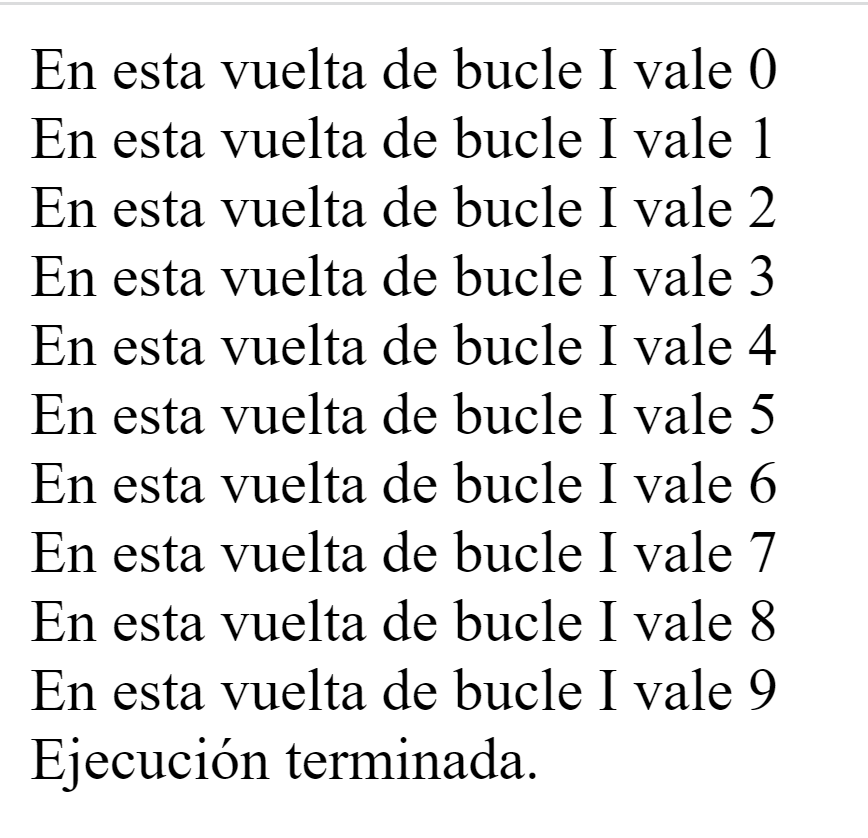 En esta vuelta de bucle I vale 0
En esta vuelta de bucle I vale 1
En esta vuelta de bucle I vale 2
En esta vuelta de bucle I vale 3
En esta vuelta de bucle I vale 4
En esta vuelta de bucle I vale 5
En esta vuelta de bucle I vale 6
En esta vuelta de bucle I vale 7
En esta vuelta de bucle I vale 8
En esta vuelta de bucle I vale 9
Ejecución terminada.